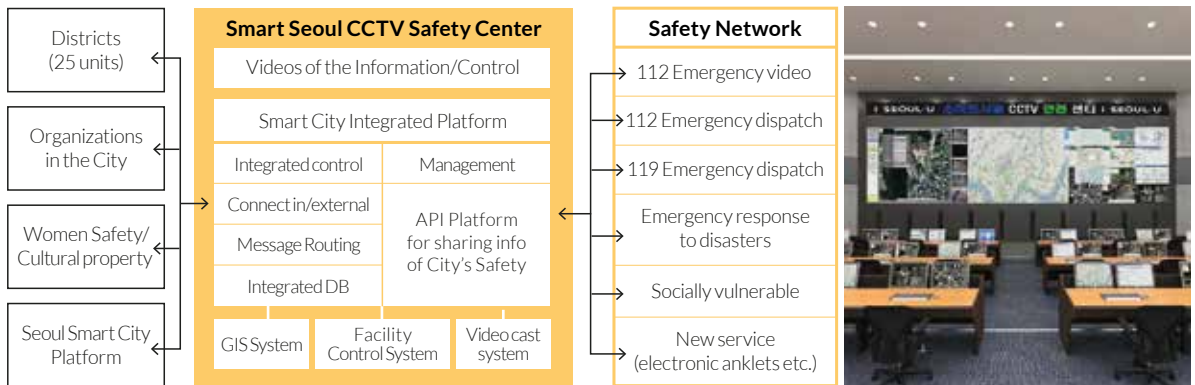 Districts
(25 units)
Organizations
in the City
Women Safety/
Cultural property
Seoul Smart City
Platform
Smart Seoul CCTV Safety Center
Videos of the Information/Control
Smart City Integrated Platform
Integrated control
Management
Connect in/external
Message Routing
Integrated DB
API Platform
for sharing info
of City's Safety
GIS System
Facility
Control System
Video cast
system
Safety Network
112 Emergency video
112 Emergency dispatch
119 Emergency dispatch
Emergency response
to disasters
Socially vulnerable
New service
(electronic anklets etc.)
I SEOUL U
CCTV
센터 I SEOUL U